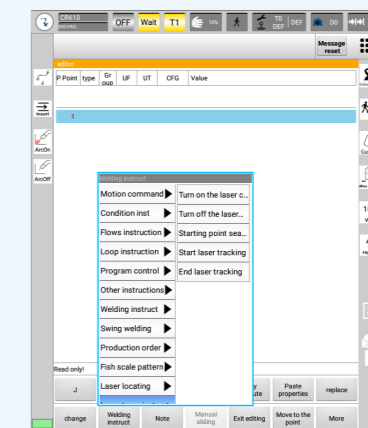 CR610 OFF Wait T1 10% TD | DEF DEF DD
Message reset
editor
P Point type Gr oup UF UT CFG Value
Insert
1
ArcOn
ArcOff
Welding instruct
Motion command Turn on the laser c...
Condition inst Turn off the laser...
Flows instruction Starting point sea...
Loop instruction Start laser tracking
Program control End laser tracking
Other instructions
Welding instruct
Swing welding
Production order
Fish scale pattern
Laser locating
Read only!
J Paste properties replace
change Welding instruct Note Manual sliding Exit editing Move to the point More